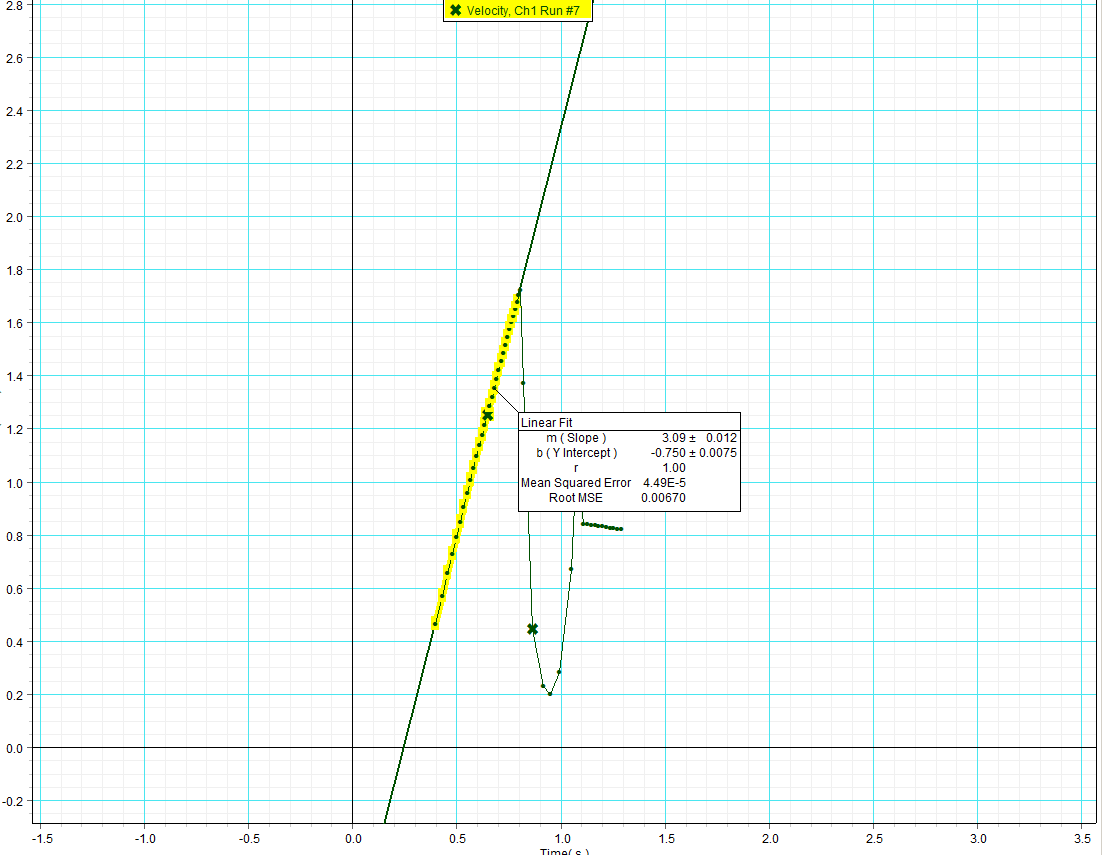 Velocity, Ch1 Run #7
2.8
2.6
2.4
2.2
2.0
1.8
1.6
1.4
1.2
1.0
0.8
0.6
0.4
0.2
0.0
-0.2
Linear Fit
m ( Slope ) 3.09 ± 0.012
b ( Y Intercept ) -0.750 ± 0.0075
r 1.00
Mean Squared Error 4.49E-5
Root MSE 0.00670
-1.5 -1.0 -0.5 0.0 0.5 1.0 1.5 2.0 2.5 3.0 3.5
Time( s )